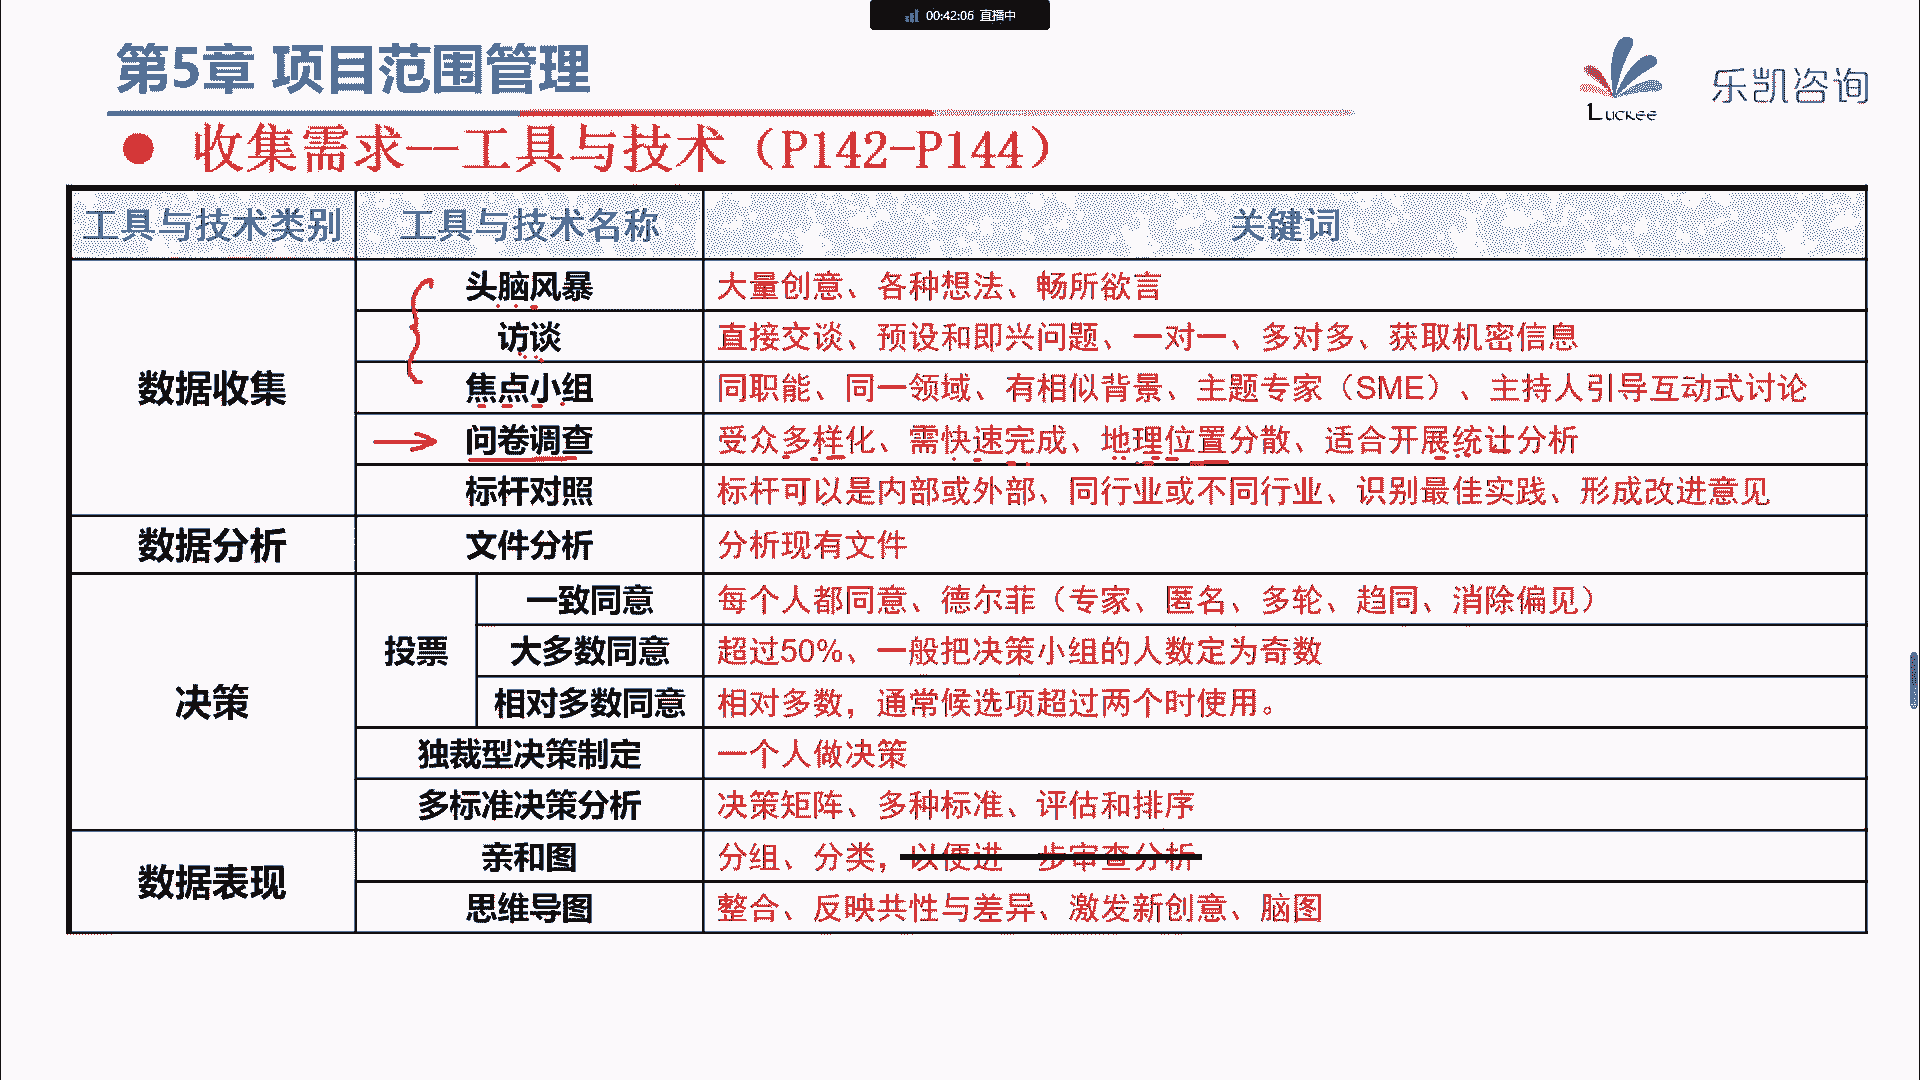 00:42:06 直播中
第5章 项目范围管理
Luckee 乐凯咨询
● 收集需求--工具与技术（P142-P144）
工具与技术类别 工具与技术名称 关键词
数据收集
头脑风暴 大量创意、各种想法、畅所欲言
访谈 直接交谈、预设和即兴问题、一对一、多对多、获取机密信息
焦点小组 同职能、同一领域、有相似背景、主题专家（SME）、主持人引导互动式讨论
问卷调查 受众多样化、需快速完成、地理位置分散、适合开展统计分析
标杆对照 标杆可以是内部或外部、同行业或不同行业、识别最佳实践、形成改进意见
数据分析 文件分析 分析现有文件
决策
投票
一致同意 每个人都同意、德尔菲（专家、匿名、多轮、趋同、消除偏见）
大多数同意 超过50%、一般把决策小组的人数定为奇数
相对多数同意 相对多数，通常候选项超过两个时使用。
独裁型决策制定 一个人做决策
多标准决策分析 决策矩阵、多种标准、评估和排序
数据表现
亲和图 分组、分类，以便进一步审查分析
思维导图 整合、反映共性与差异、激发新创意、脑图